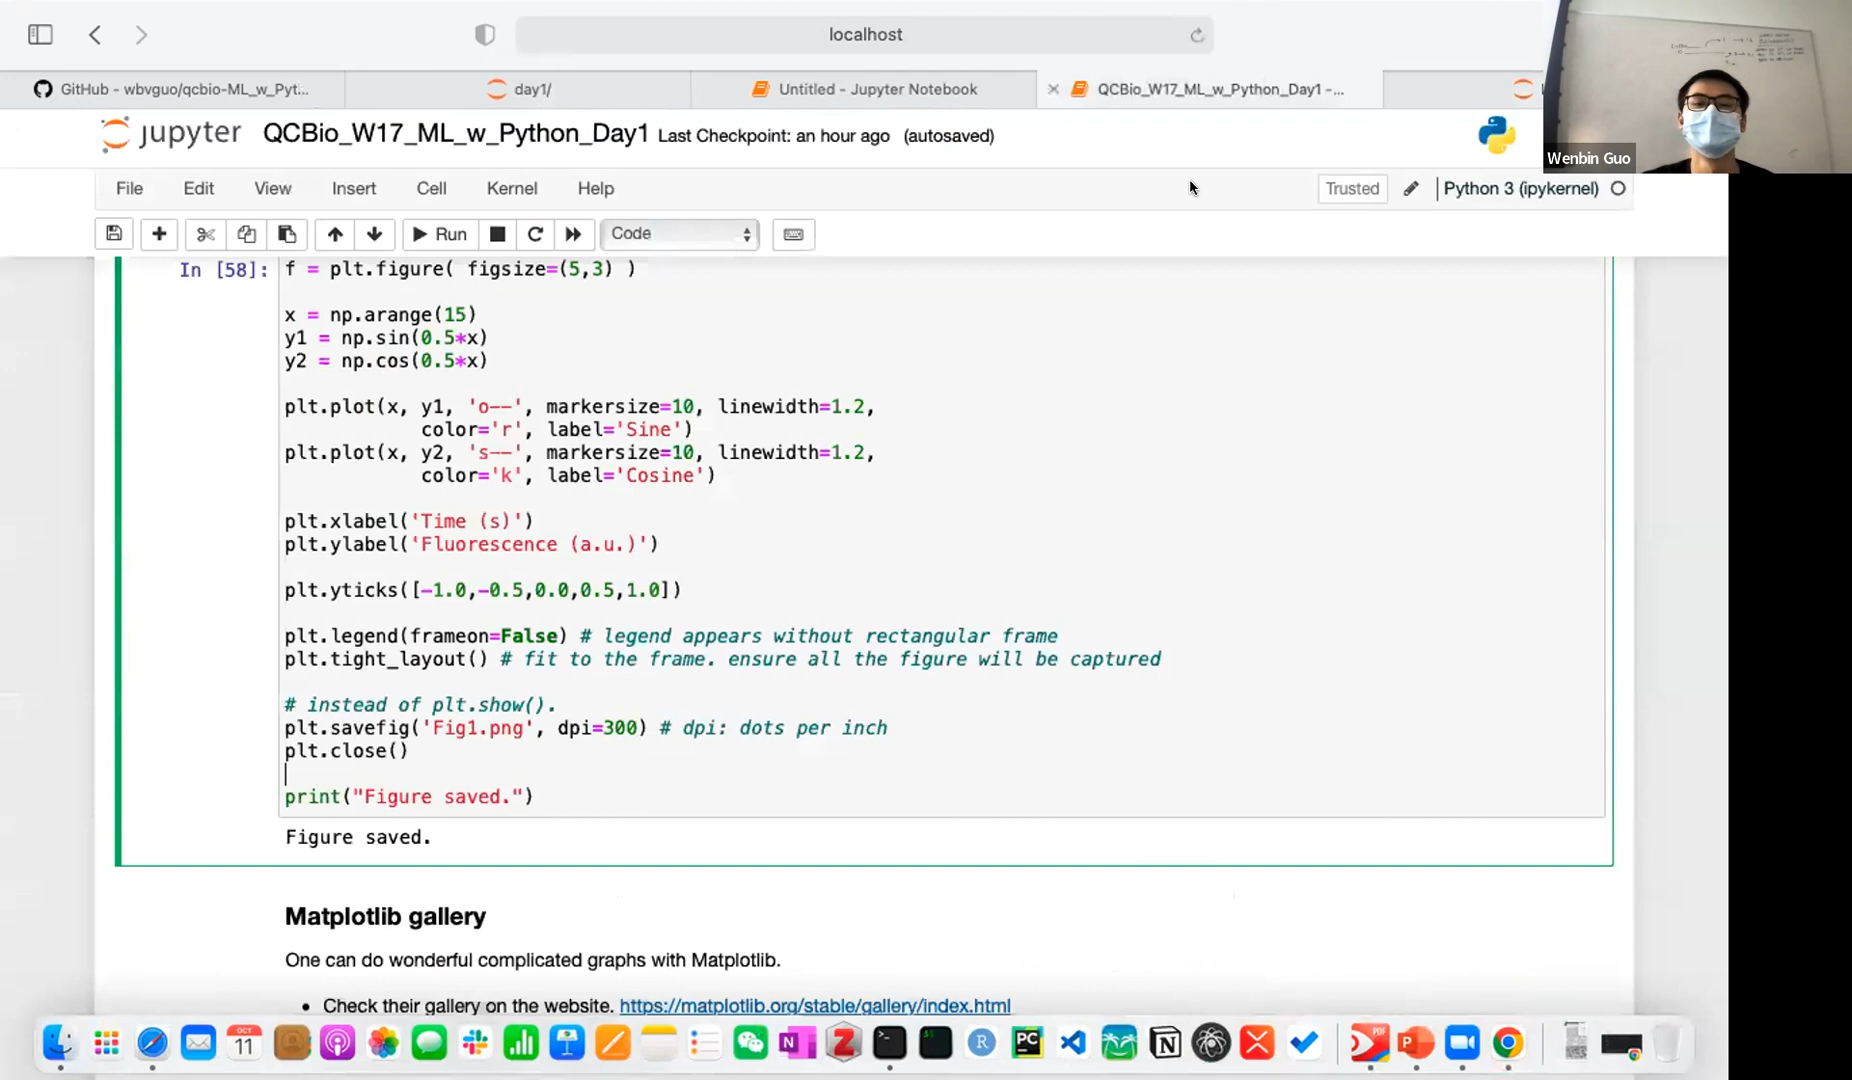 localhost
GitHub - wbvguo/qcbio-ML_w_Pyt...
day1/
Untitled - Jupyter Notebook
QCBio_W17_ML_w_Python_Day1 -...
jupyter QCBio_W17_ML_w_Python_Day1 Last Checkpoint: an hour ago (autosaved)
Wenbin Guo
File Edit View Insert Cell Kernel Help
Trusted
Python 3 (ipykernel)
Run
Code
In [58]:
f = plt.figure( figsize=(5,3) )
x = np.arange(15)
y1 = np.sin(0.5*x)
y2 = np.cos(0.5*x)
plt.plot(x, y1, 'o--', markersize=10, linewidth=1.2,
color='r', label='Sine')
plt.plot(x, y2, 's--', markersize=10, linewidth=1.2,
color='k', label='Cosine')
plt.xlabel('Time (s)')
plt.ylabel('Fluorescence (a.u.)')
plt.yticks([-1.0,-0.5,0.0,0.5,1.0])
plt.legend(frameon=False) # legend appears without rectangular frame
plt.tight_layout() # fit to the frame. ensure all the figure will be captured
# instead of plt.show().
plt.savefig('Fig1.png', dpi=300) # dpi: dots per inch
plt.close()
print("Figure saved.")
Figure saved.
Matplotlib gallery
One can do wonderful complicated graphs with Matplotlib.
• Check their gallery on the website. https://matplotlib.org/stable/gallery/index.html
OCT
11
N
Z
R
PC
N
PDF
P